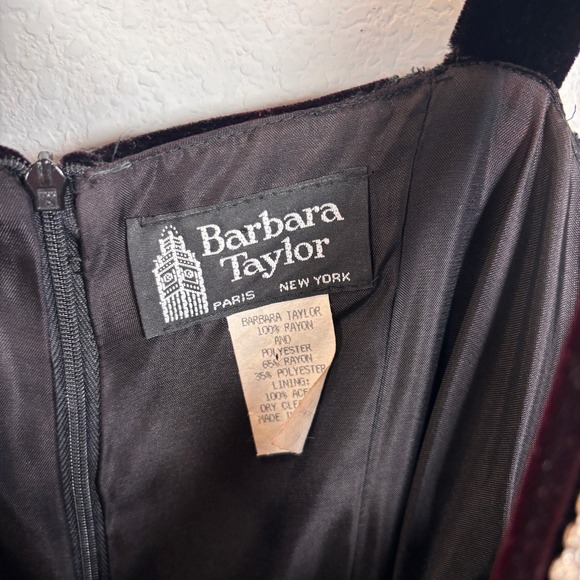 Barbara
Taylor
PARIS NEW YORK
BARBARA TAYLOR
100% RAYON
AND
POLYESTER
65% RAYON
35% POLYESTER
LINING:
100% ACE
DRY CLE
MADE IN